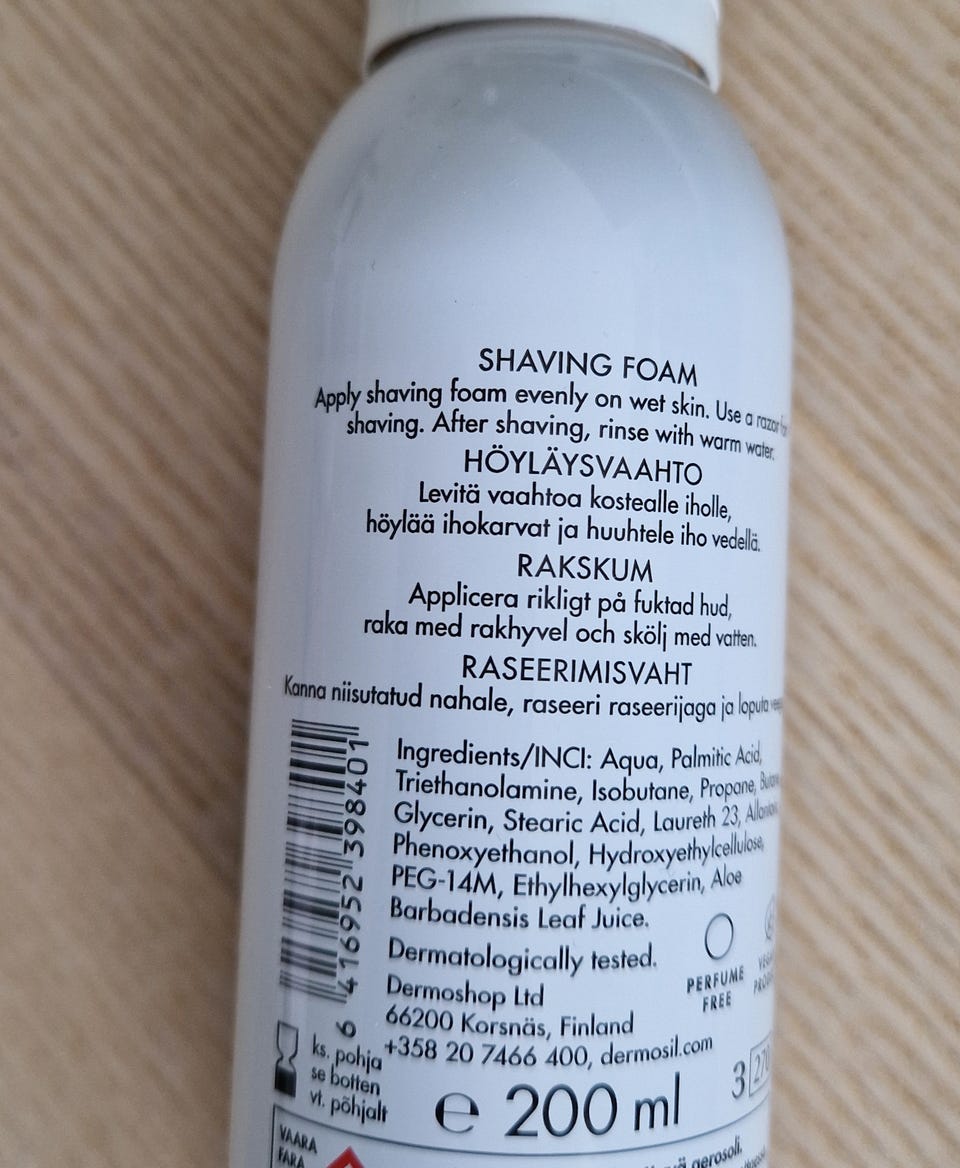 SHAVING FOAM
Apply shaving foam evenly on wet skin. Use a razor for
shaving. After shaving, rinse with warm water.
HÖYLÄYSVAAHTO
Levitä vaahtoa kostealle iholle,
höylää ihokarvat ja huuhtele iho vedellä.
RAKSKUM
Applicera rikligt på fuktad hud,
raka med rakhyvel och skölj med vatten.
RASEERIMISVAHT
Kanna niisutatud nahale, raseeri raseerijaga ja loputa
Ingredients/INCI: Aqua, Palmitic Acid,
Triethanolamine, Isobutane, Propane, Butane,
Glycerin, Stearic Acid, Laureth 23, Allantoin,
Phenoxyethanol, Hydroxyethylcellulose,
PEG-14M, Ethylhexylglycerin, Aloe
Barbadensis Leaf Juice.
Dermatologically tested.
Dermoshop Ltd
66200 Korsnäs, Finland
+358 20 7466 400, dermosil.com
6 416952 398401
PERFUME
FREE
ks. pohja
se botten
vt. põhjalt
e 200 ml
3
VAARA
FARA
aerosoli.